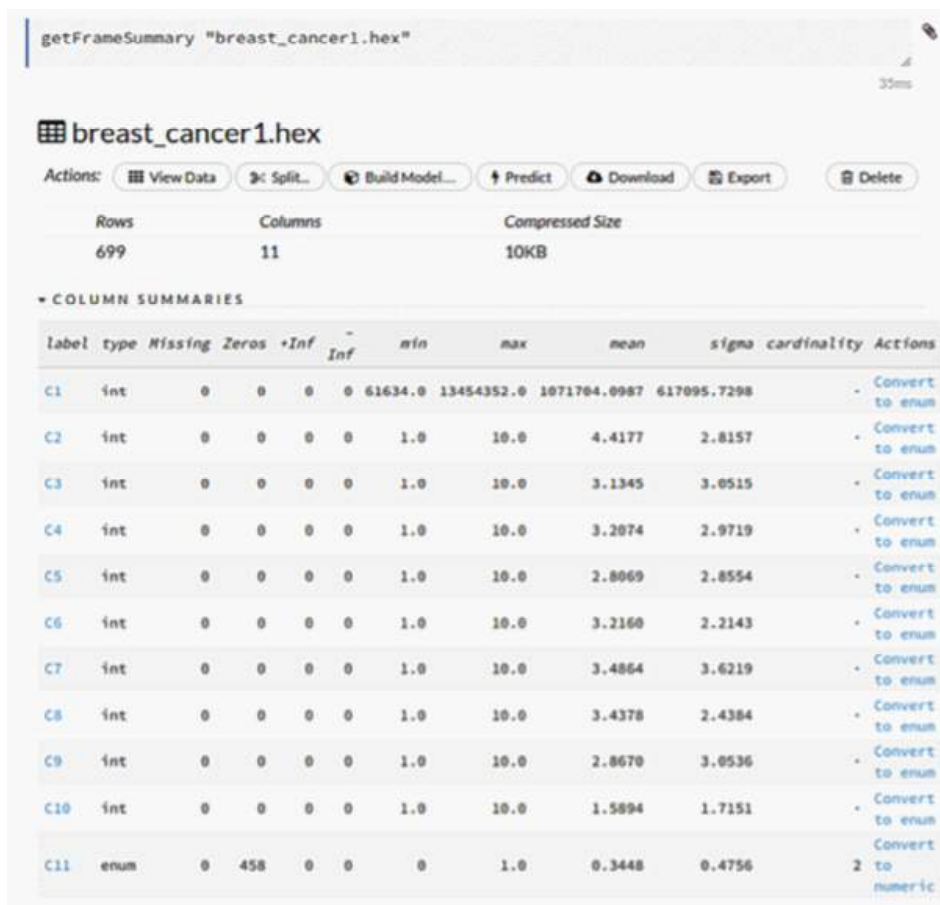 getFrameSummary "breast_cancer1.hex"
35ms
breast_cancer1.hex
Actions: View Data Split... Build Model... Predict Download Export Delete
Rows Columns Compressed Size
699 11 10KB
COLUMN SUMMARIES
label type Missing Zeros +Inf -Inf min max mean sigma cardinality Actions
C1 int 0 0 0 0 61634.0 13454352.0 1071704.0987 617095.7298 · Convert to enum
C2 int 0 0 0 0 1.0 10.0 4.4177 2.8157 · Convert to enum
C3 int 0 0 0 0 1.0 10.0 3.1345 3.0515 · Convert to enum
C4 int 0 0 0 0 1.0 10.0 3.2074 2.9719 · Convert to enum
C5 int 0 0 0 0 1.0 10.0 2.8069 2.8554 · Convert to enum
C6 int 0 0 0 0 1.0 10.0 3.2160 2.2143 · Convert to enum
C7 int 0 0 0 0 1.0 10.0 3.4864 3.6219 · Convert to enum
C8 int 0 0 0 0 1.0 10.0 3.4378 2.4384 · Convert to enum
C9 int 0 0 0 0 1.0 10.0 2.8670 3.0536 · Convert to enum
C10 int 0 0 0 0 1.0 10.0 1.5894 1.7151 · Convert to enum
C11 enum 0 458 0 0 0 1.0 0.3448 0.4756 2 Convert to numeric